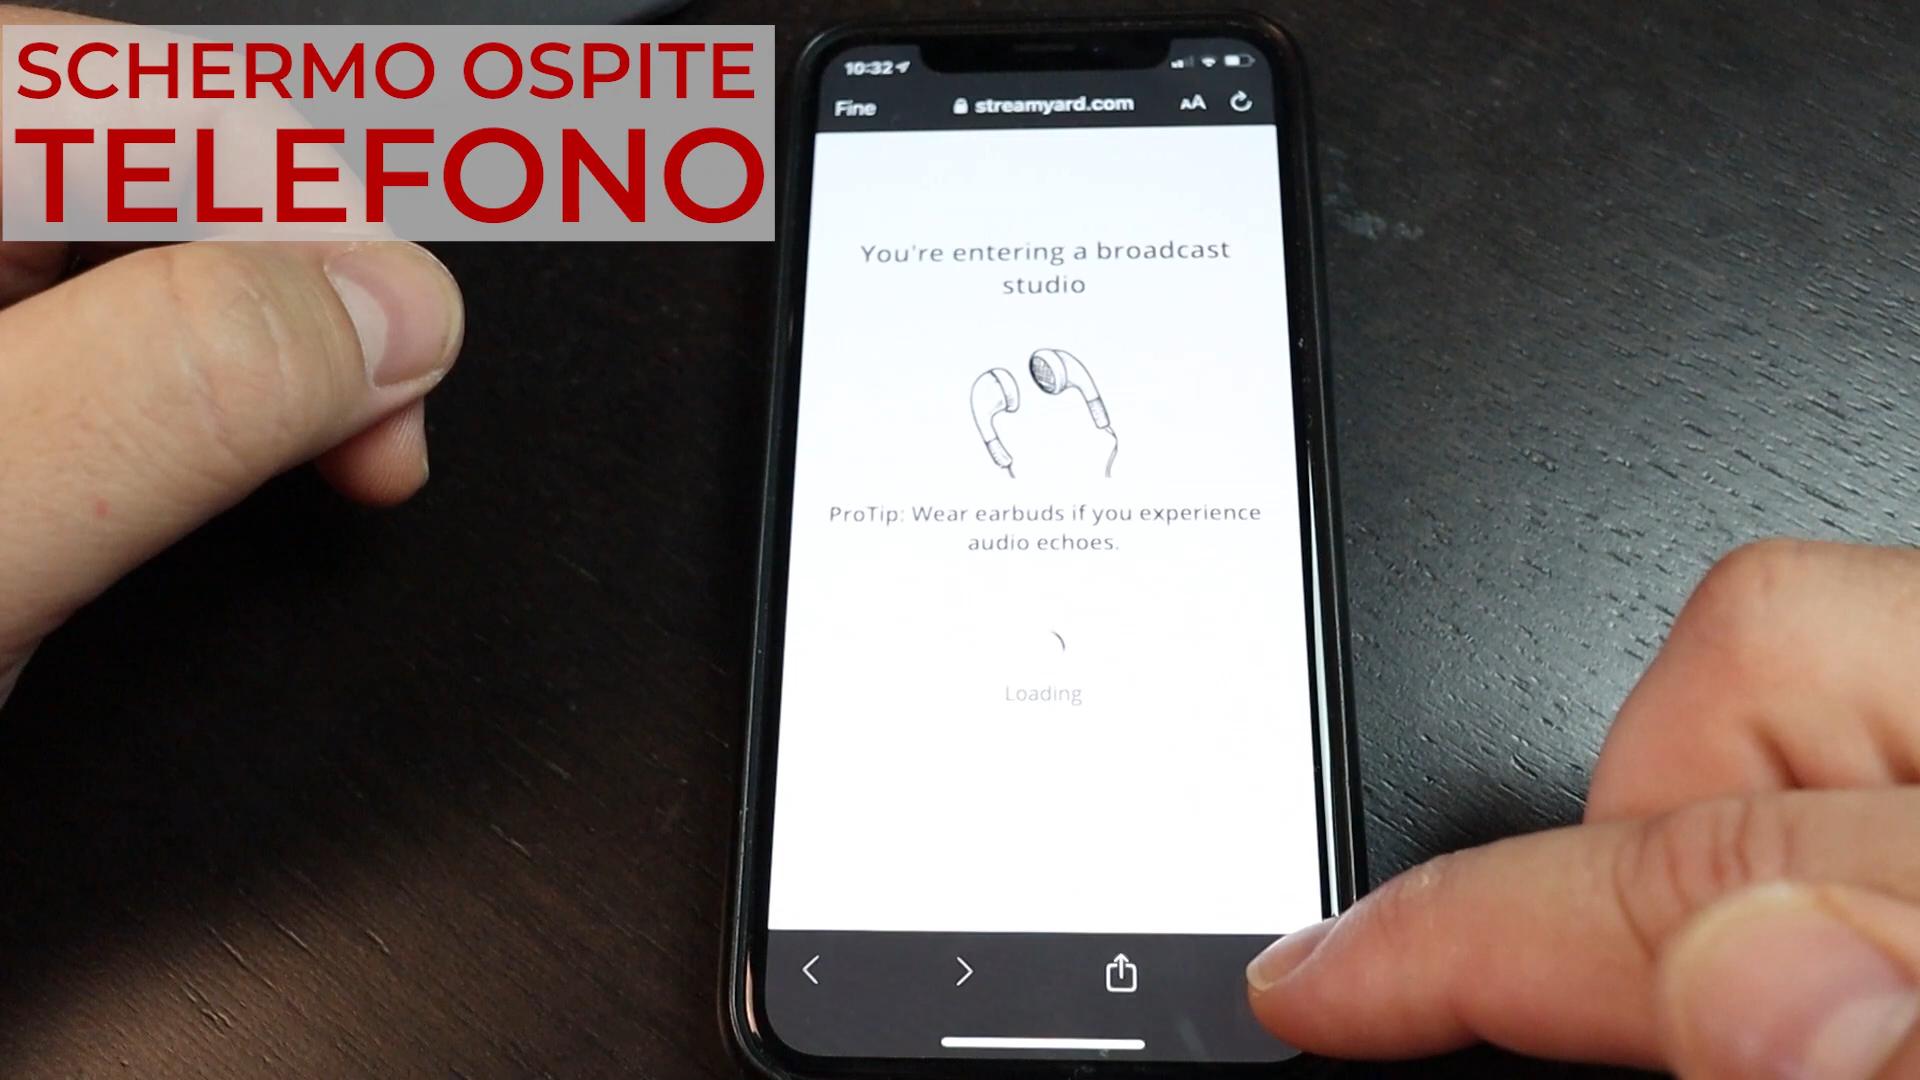 SCHERMO OSPITE
TELEFONO
10:32
Fine streamyard.com AA
You're entering a broadcast
studio
ProTip: Wear earbuds if you experience
audio echoes.
Loading